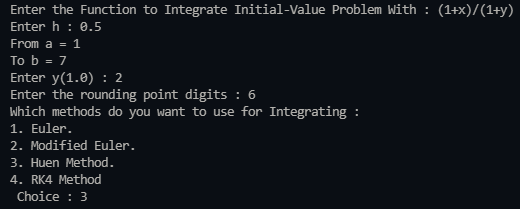 Enter the Function to Integrate Initial-Value Problem With : (1+x)/(1+y)
Enter h : 0.5
From a = 1
To b = 7
Enter y(1.0) : 2
Enter the rounding point digits : 6
Which methods do you want to use for Integrating :
1. Euler.
2. Modified Euler.
3. Huen Method.
4. RK4 Method
Choice : 3